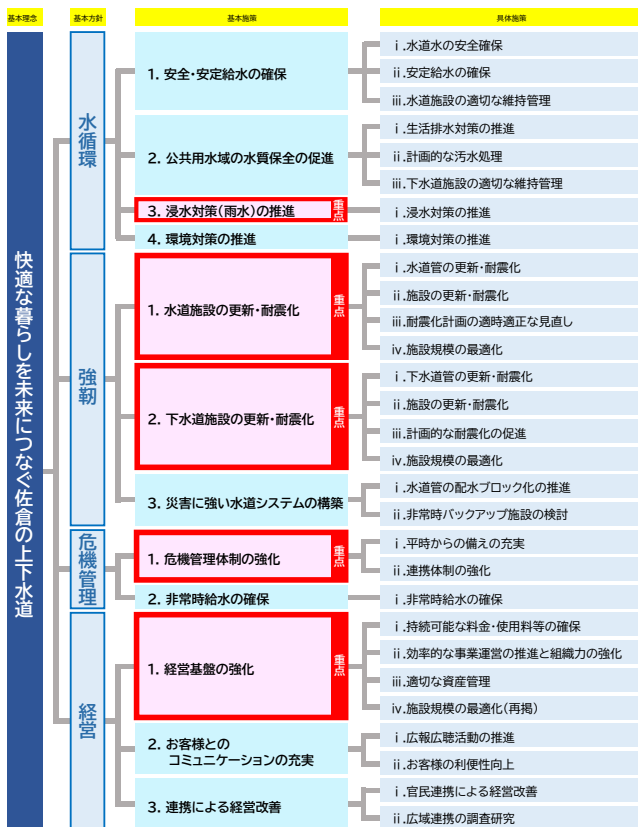 基本理念
基本方針
基本施策
具体施策
快適な暮らしを未来につなぐ佐倉の上下水道
水循環
1. 安全・安定給水の確保
ⅰ.水道水の安全確保
ⅱ.安定給水の確保
ⅲ.水道施設の適切な維持管理
2. 公共用水域の水質保全の促進
ⅰ.生活排水対策の推進
ⅱ.計画的な汚水処理
ⅲ.下水道施設の適切な維持管理
3. 浸水対策(雨水)の推進
重点
ⅰ.浸水対策の推進
4. 環境対策の推進
ⅰ.環境対策の推進
強靭
1. 水道施設の更新・耐震化
重点
ⅰ.水道管の更新・耐震化
ⅱ.施設の更新・耐震化
ⅲ.耐震化計画の適時適正な見直し
ⅳ.施設規模の最適化
2. 下水道施設の更新・耐震化
重点
ⅰ.下水道管の更新・耐震化
ⅱ.施設の更新・耐震化
ⅲ.計画的な耐震化の促進
ⅳ.施設規模の最適化
3. 災害に強い水道システムの構築
ⅰ.水道管の配水ブロック化の推進
ⅱ.非常時バックアップ施設の検討
危機管理
1. 危機管理体制の強化
重点
ⅰ.平時からの備えの充実
ⅱ.連携体制の強化
2. 非常時給水の確保
ⅰ.非常時給水の確保
経営
1. 経営基盤の強化
重点
ⅰ.持続可能な料金・使用料等の確保
ⅱ.効率的な事業運営の推進と組織力の強化
ⅲ.適切な資産管理
ⅳ.施設規模の最適化(再掲)
2. お客様との
コミュニケーションの充実
ⅰ.広報広聴活動の推進
ⅱ.お客様の利便性向上
3. 連携による経営改善
ⅰ.官民連携による経営改善
ⅱ.広域連携の調査研究